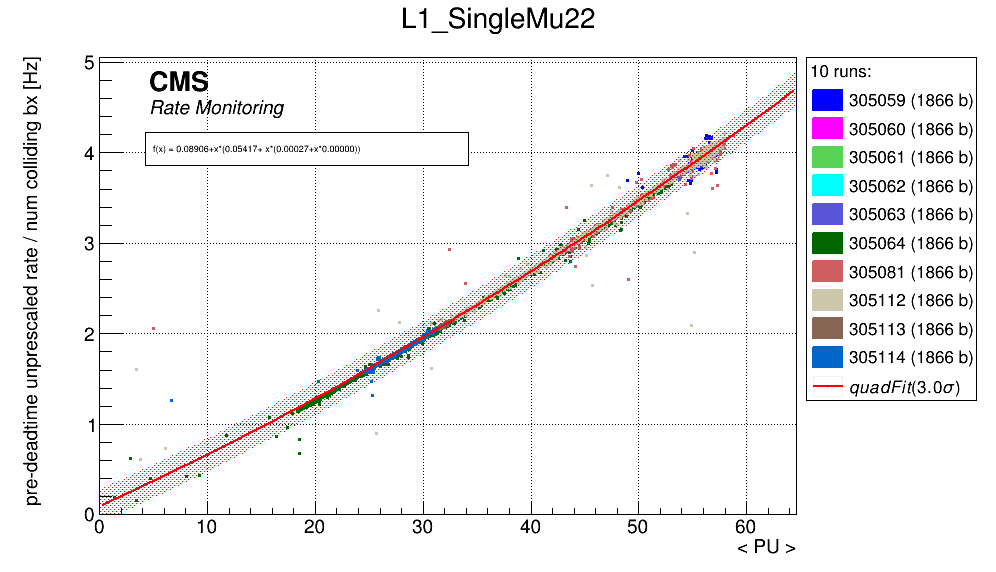 L1_SingleMu22
pre-deadtime unprescaled rate / num colliding bx [Hz]
CMS
Rate Monitoring
f(x) = 0.08906+x*(0.05417+ x*(0.00027+x*0.00000))
5
4
3
2
1
0
0 10 20 30 40 50 60
< PU >
10 runs:
305059 (1866 b)
305060 (1866 b)
305061 (1866 b)
305062 (1866 b)
305063 (1866 b)
305064 (1866 b)
305081 (1866 b)
305112 (1866 b)
305113 (1866 b)
305114 (1866 b)
quadFit(3.0σ)